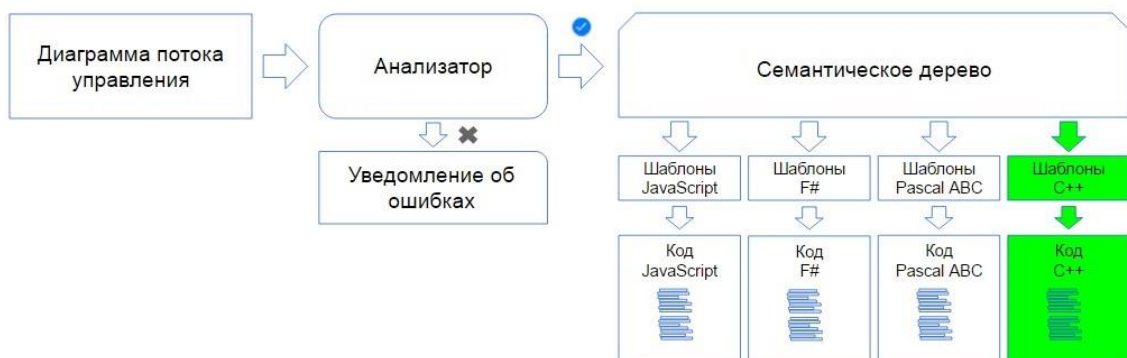 Диаграмма потока
управления
Анализатор
Семантическое дерево
Уведомление об
ошибках
Шаблоны
JavaScript
Шаблоны
F#
Шаблоны
Pascal ABC
Шаблоны
C++
Код
JavaScript
Код
F#
Код
Pascal ABC
Код
C++